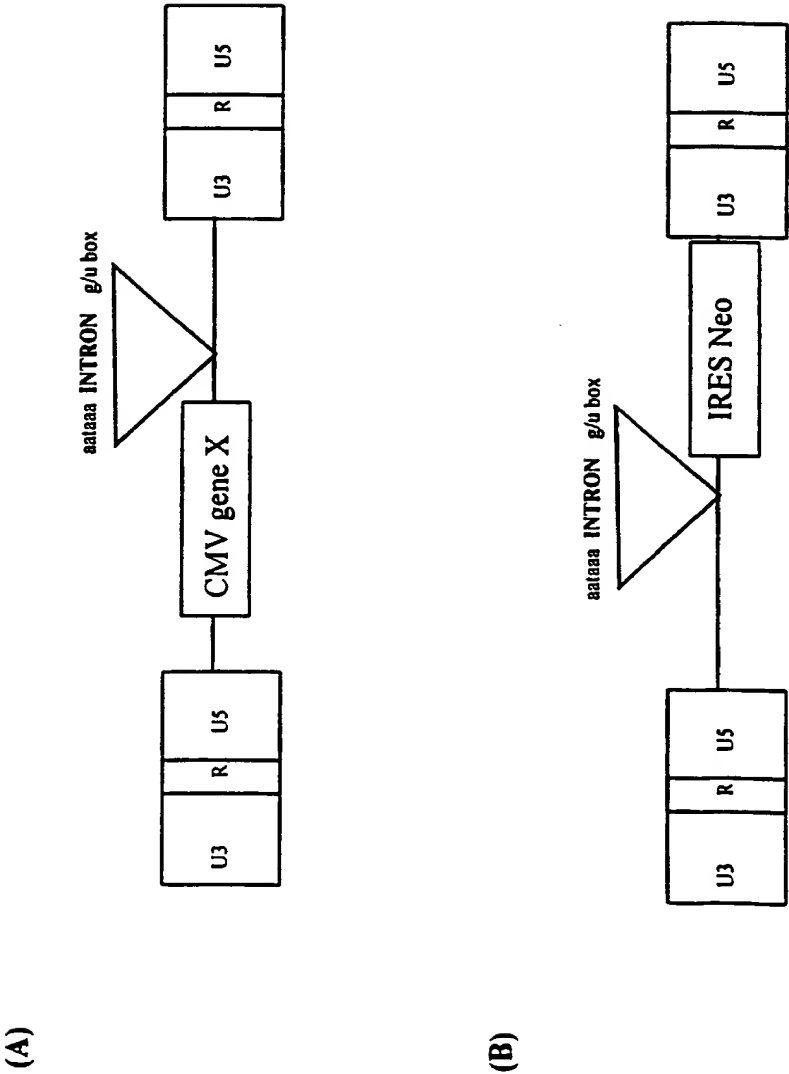 (A)
aataaa INTRON g/u box
U3 R U5 CMV gene X U3 R U5
(B)
aataaa INTRON g/u box
U3 R U5 IRES Neo U3 R U5